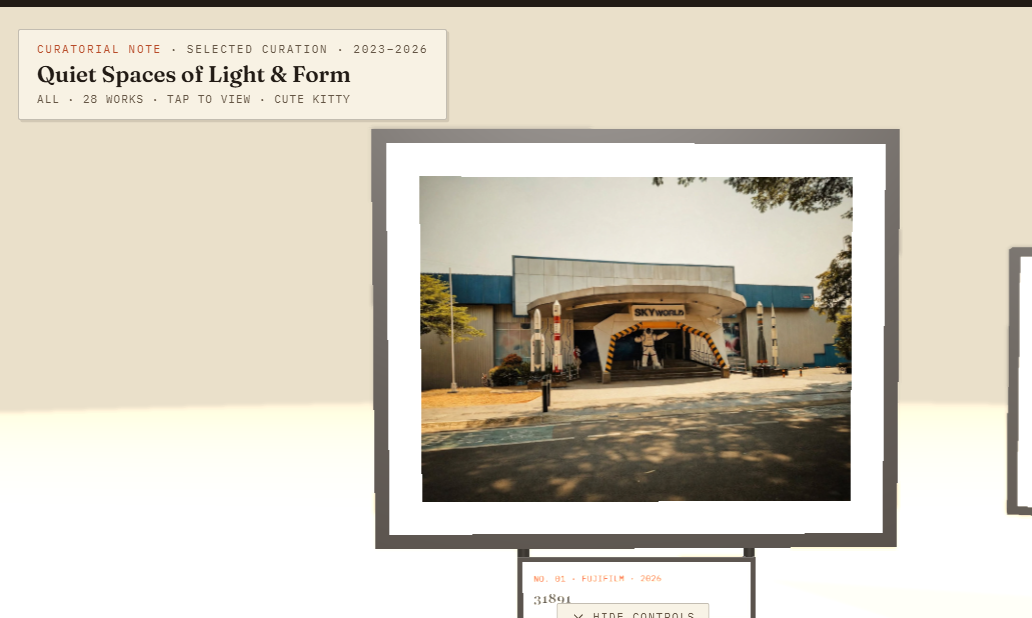 CURATORIAL NOTE · SELECTED CURATION · 2023–2026
Quiet Spaces of Light & Form
ALL · 28 WORKS · TAP TO VIEW · CUTE KITTY
SKYWORLD
NO. 01 · FUJIFILM · 2026
31891
HIDE CONTROLS